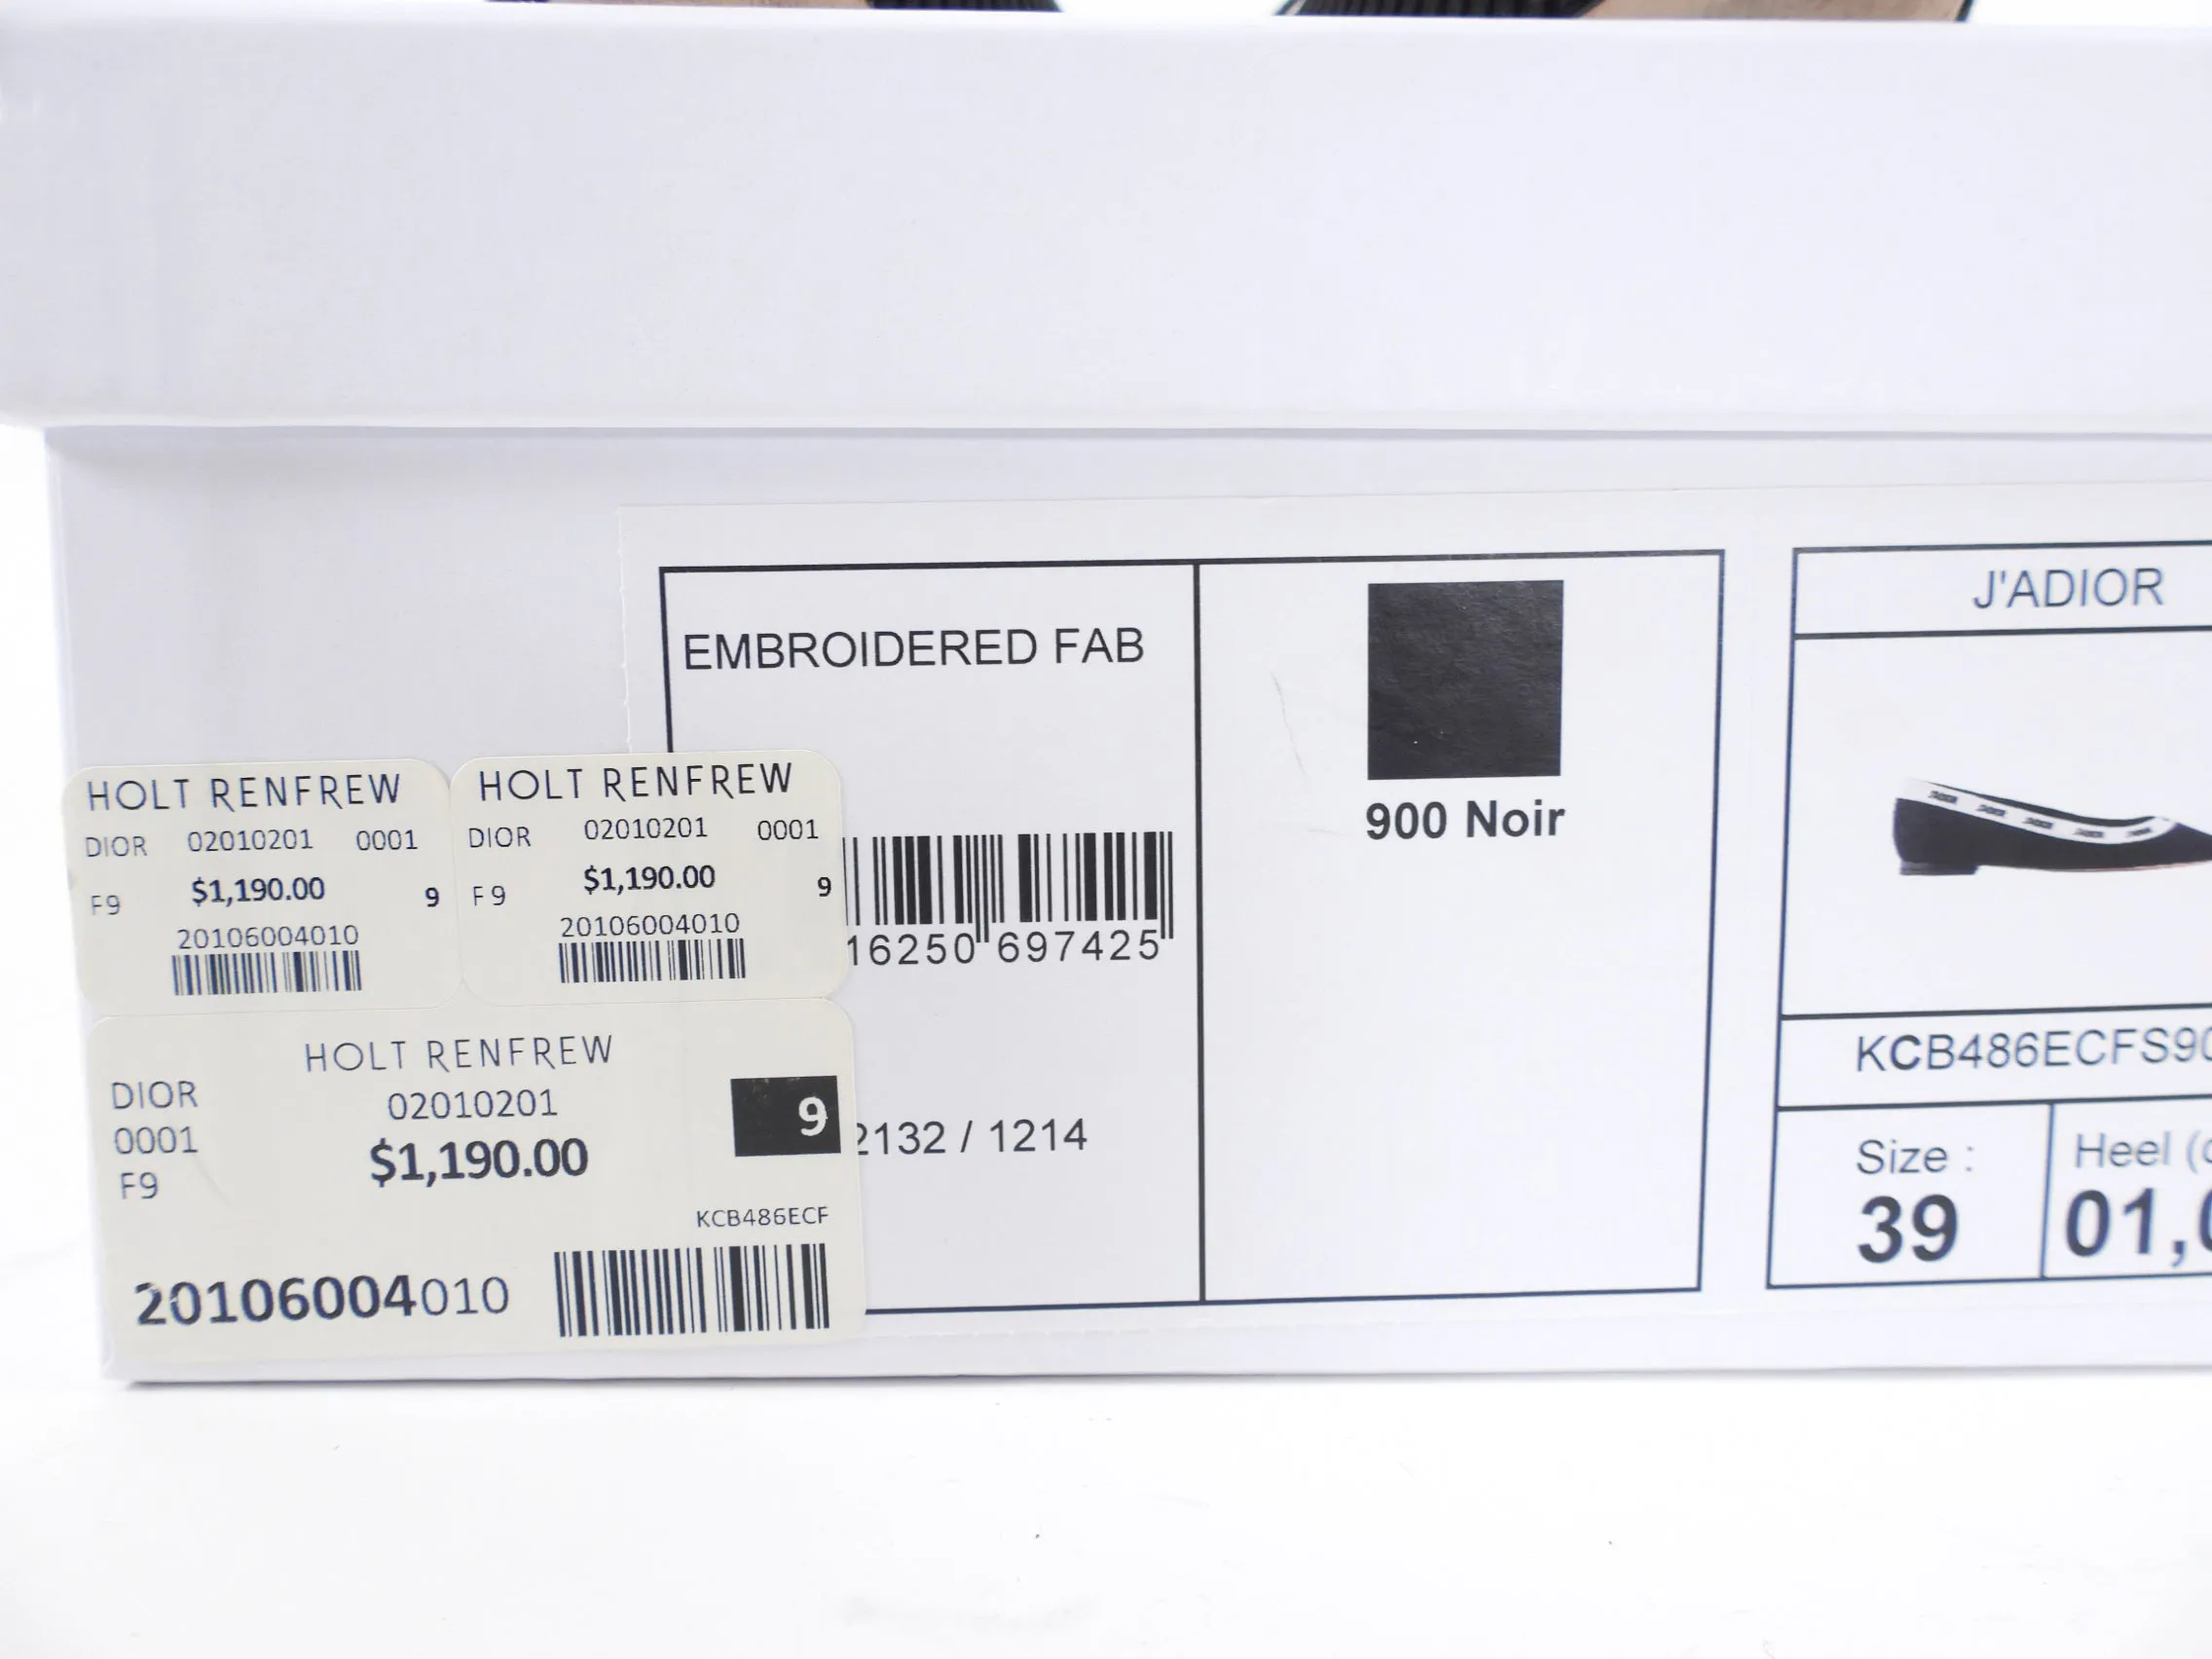 EMBROIDERED FAB
16250 697425
2132 / 1214
900 Noir
J'ADIOR
KCB486ECFS90
Size :
39
Heel (
01,0
HOLT RENFREW
DIOR 02010201 0001
F9 $1,190.00 9
20106004010
HOLT RENFREW
DIOR 02010201 0001
F9 $1,190.00 9
20106004010
HOLT RENFREW
DIOR 02010201
0001 $1,190.00 9
F9
KCB486ECF
20106004010